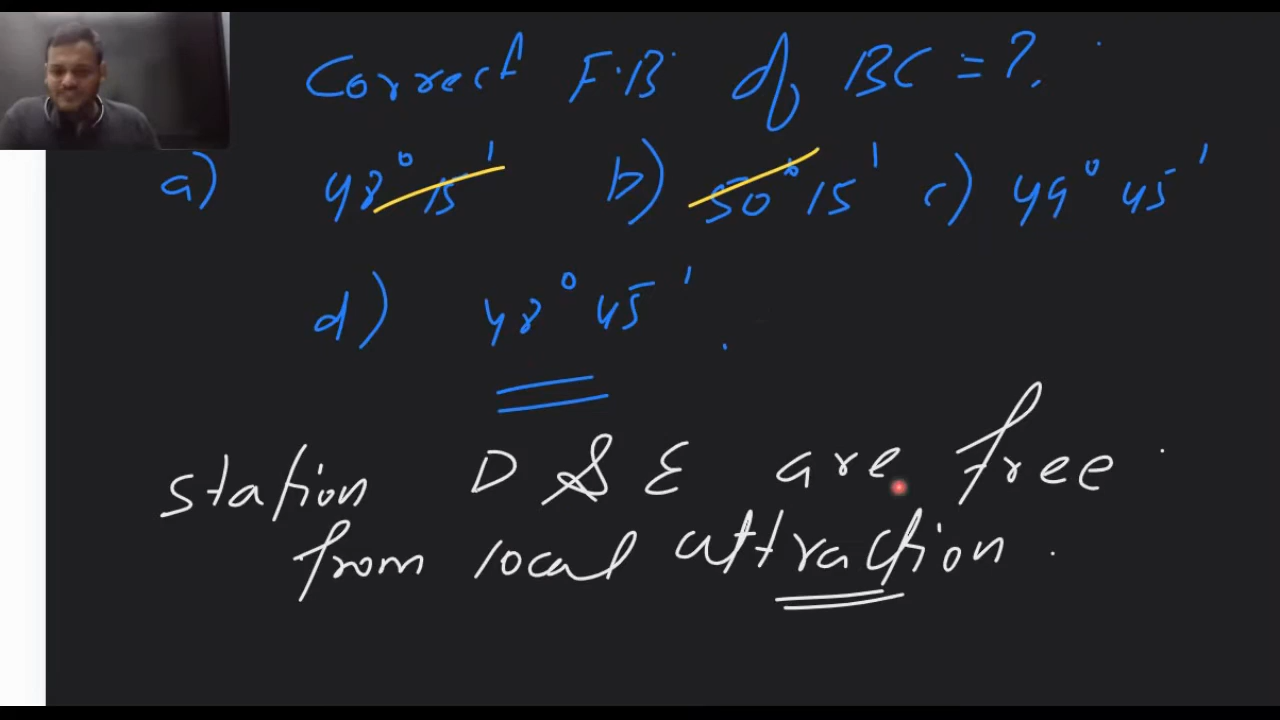 Correct F.B of BC = ?.
a) 48° 15' b) 50° 15' c) 49° 45'
d) 48° 45'.
station D & E are free
from local attraction.